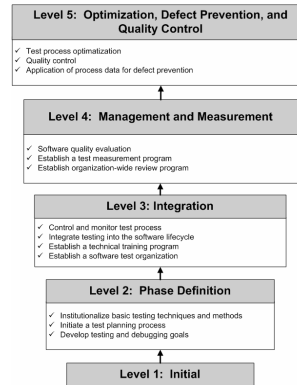 Level 5: Optimization, Defect Prevention, and
Quality Control
✓ Test process optimatization
✓ Quality control
✓ Application of process data for defect prevention
Level 4: Management and Measurement
✓ Software quality evaluation
✓ Establish a test measurement program
✓ Establish organization-wide review program
Level 3: Integration
✓ Control and monitor test process
✓ Integrate testing into the software lifecycle
✓ Establish a technical training program
✓ Establish a software test organization
Level 2: Phase Definition
✓ Institutionalize basic testing techniques and methods
✓ Initiate a test planning process
✓ Develop testing and debugging goals
Level 1: Initial